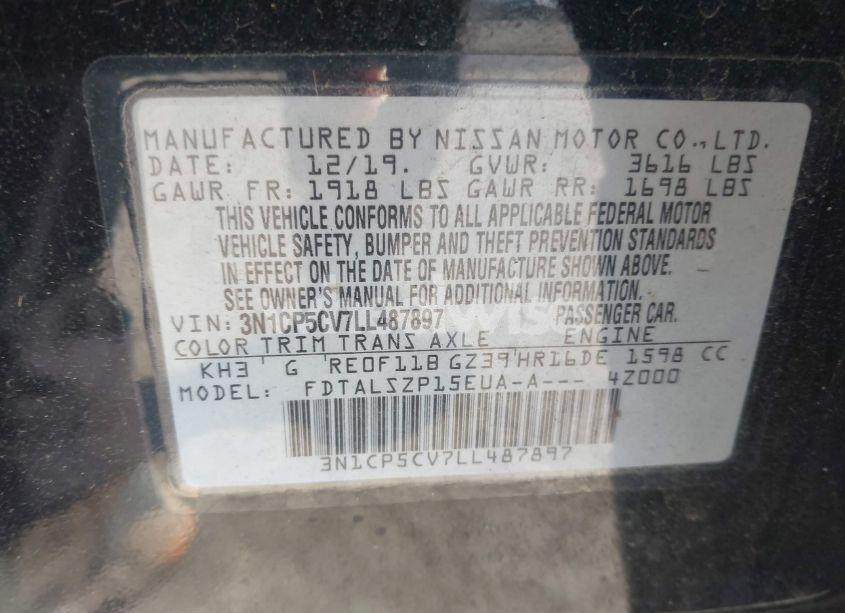 MANUFACTURED BY NISSAN MOTOR CO.,LTD.
DATE: 12/19. GVWR: 3616 LBS
GAWR FR: 1918 LBS GAWR RR: 1698 LBS
THIS VEHICLE CONFORMS TO ALL APPLICABLE FEDERAL MOTOR
VEHICLE SAFETY, BUMPER AND THEFT PREVENTION STANDARDS
IN EFFECT ON THE DATE OF MANUFACTURE SHOWN ABOVE.
SEE OWNER'S MANUAL FOR ADDITIONAL INFORMATION.
VIN: 3N1CP5CV7LL487897 PASSENGER CAR.
COLOR TRIM TRANS AXLE ENGINE
KH3 G RE0F11B GZ39 HR16DE 1598 CC
MODEL: FDTALSZP15EUA-A--- 4Z000
3N1CP5CV7LL487897